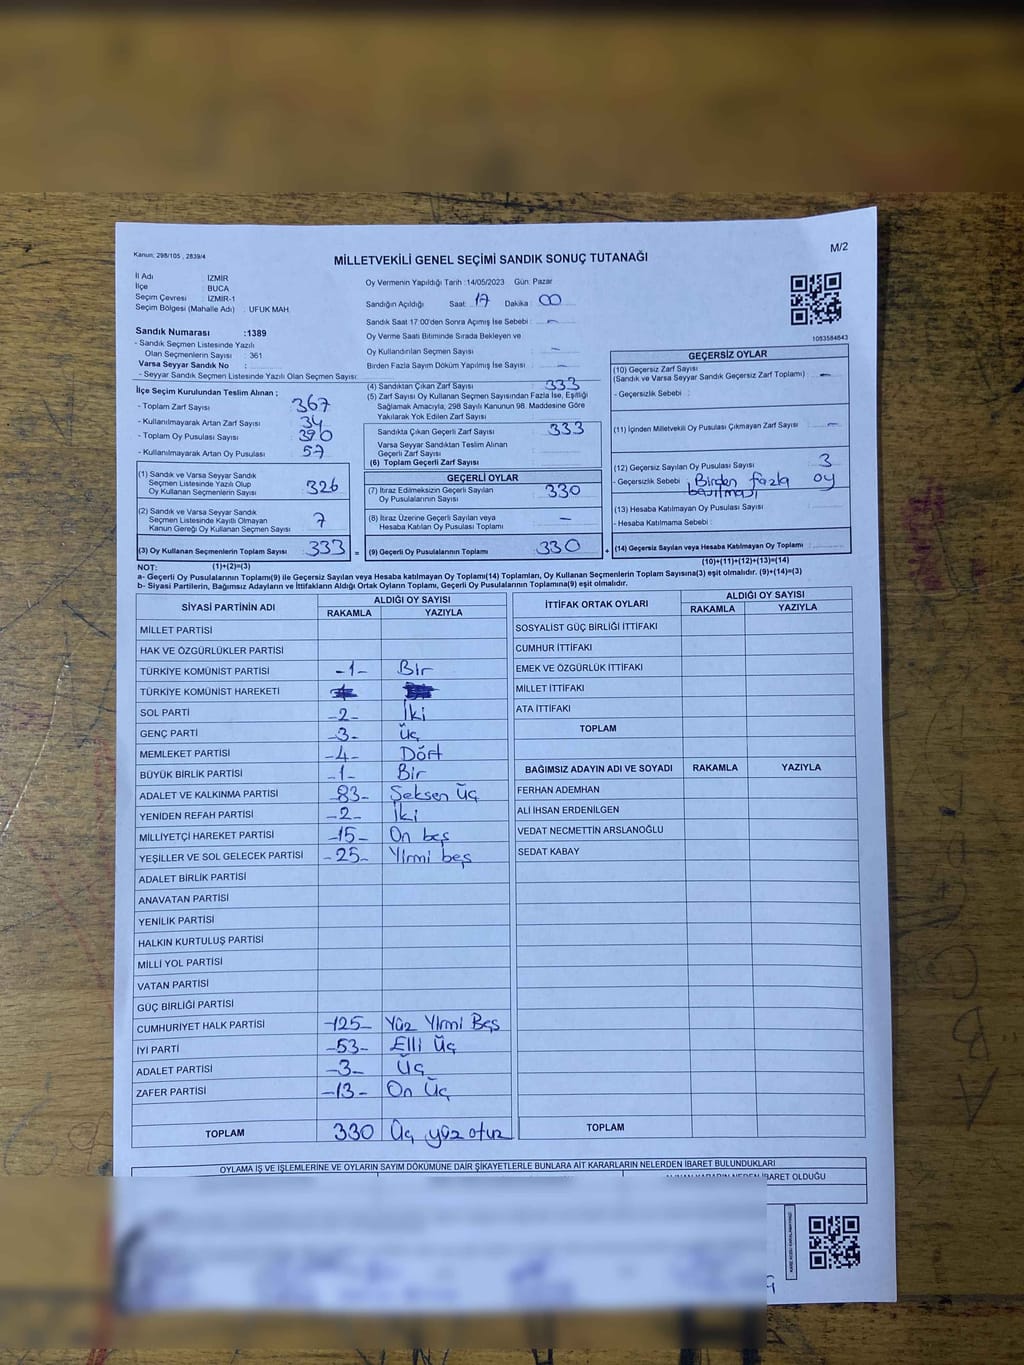 Kanun: 298/105 , 2839/4
MİLLETVEKİLİ GENEL SEÇİMİ SANDIK SONUÇ TUTANAĞI
M/2
İl Adı : İZMİR
İlçe : BUCA
Seçim Çevresi : İZMİR-1
Seçim Bölgesi (Mahalle Adı) : UFUK MAH.
Sandık Numarası :1389
- Sandık Seçmen Listesinde Yazılı
Olan Seçmenlerin Sayısı : 361
Varsa Seyyar Sandık No :
- Seyyar Sandık Seçmen Listesinde Yazılı Olan Seçmen Sayısı:
Oy Vermenin Yapıldığı Tarih :14/05/2023 Gün: Pazar
Sandığın Açıldığı Saat: 17 Dakika : 00
Sandık Saat 17:00'den Sonra Açımış İse Sebebi : -
Oy Verme Saati Bitiminde Sırada Bekleyen ve
Oy Kullandırılan Seçmen Sayısı -
Birden Fazla Sayım Döküm Yapılmış İse Sayısı : -
1083584643
İlçe Seçim Kurulundan Teslim Alınan ;
- Toplam Zarf Sayısı 367
- Kullanılmayarak Artan Zarf Sayısı : 34
- Toplam Oy Pusulası Sayısı : 390
- Kullanılmayarak Artan Oy Pusulası : 57
(1) Sandık ve Varsa Seyyar Sandık
Seçmen Listesinde Yazılı Olup
Oy Kullanan Seçmenlerin Sayısı 326
(2) Sandık ve Varsa Seyyar Sandık
Seçmen Listesinde Kayıtlı Olmayan
Kanun Gereği Oy Kullanan Seçmen Sayısı 7
(3) Oy Kullanan Seçmenlerin Toplam Sayısı 333 =
(4) Sandıktan Çıkan Zarf Sayısı 333
(5) Zarf Sayısı Oy Kullanan Seçmen Sayısından Fazla İse, Eşitliği
Sağlamak Amacıyla, 298 Sayılı Kanunun 98. Maddesine Göre
Yakılarak Yok Edilen Zarf Sayısı
Sandıkta Çıkan Geçerli Zarf Sayısı 333
Varsa Seyyar Sandıktan Teslim Alınan
Geçerli Zarf Sayısı
(6) Toplam Geçerli Zarf Sayısı :
GEÇERLİ OYLAR
(7) İtiraz Edilmeksizin Geçerli Sayılan
Oy Pusulalarının Sayısı 330
(8) İtiraz Üzerine Geçerli Sayılan veya
Hesaba Katılan Oy Pusulası Toplamı -
(9) Geçerli Oy Pusulalarının Toplamı 330 +
GEÇERSİZ OYLAR
(10) Geçersiz Zarf Sayısı
(Sandık ve Varsa Seyyar Sandık Geçersiz Zarf Toplamı) : -
- Geçersizlik Sebebi :
(11) İçinden Milletvekili Oy Pusulası Çıkmayan Zarf Sayısı : -
(12) Geçersiz Sayılan Oy Pusulası Sayısı : 3
- Geçersizlik Sebebi : Birden fazla oy
basılması
(13) Hesaba Katılmayan Oy Pusulası Sayısı :
- Hesaba Katılmama Sebebi :
(14) Geçersiz Sayılan veya Hesaba Katılmayan Oy Toplamı
NOT: (1)+(2)=(3) (10)+(11)+(12)+(13)=(14)
a- Geçerli Oy Pusulalarının Toplamı(9) ile Geçersiz Sayılan veya Hesaba katılmayan Oy Toplamı(14) Toplamları, Oy Kullanan Seçmenlerin Toplam Sayısına(3) eşit olmalıdır. (9)+(14)=(3)
b- Siyasi Partilerin, Bağımsız Adayların ve İttifakların Aldığı Ortak Oyların Toplamı, Geçerli Oy Pusulalarının Toplamına(9) eşit olmalıdır.
SİYASİ PARTİNİN ADI ALDIĞI OY SAYISI
RAKAMLA YAZIYLA
MİLLET PARTİSİ
HAK VE ÖZGÜRLÜKLER PARTİSİ
TÜRKİYE KOMÜNİST PARTİSİ -1- Bir
TÜRKİYE KOMÜNİST HAREKETİ
SOL PARTİ -2- İki
GENÇ PARTİ -3- Üç
MEMLEKET PARTİSİ -4- Dört
BÜYÜK BİRLİK PARTİSİ -1- Bir
ADALET VE KALKINMA PARTİSİ -83- Seksen Üç
YENİDEN REFAH PARTİSİ -2- İki
MİLLİYETÇİ HAREKET PARTİSİ -15- On beş
YEŞİLLER VE SOL GELECEK PARTİSİ -25- Yirmi beş
ADALET BİRLİK PARTİSİ
ANAVATAN PARTİSİ
YENİLİK PARTİSİ
HALKIN KURTULUŞ PARTİSİ
MİLLİ YOL PARTİSİ
VATAN PARTİSİ
GÜÇ BİRLİĞİ PARTİSİ
CUMHURİYET HALK PARTİSİ -125- Yüz Yirmi Beş
İYİ PARTİ -53- Elli Üç
ADALET PARTİSİ -3- Üç
ZAFER PARTİSİ -13- On Üç
TOPLAM 330 Üç yüz otuz
İTTİFAK ORTAK OYLARI ALDIĞI OY SAYISI
RAKAMLA YAZIYLA
SOSYALİST GÜÇ BİRLİĞİ İTTİFAKI
CUMHUR İTTİFAKI
EMEK VE ÖZGÜRLÜK İTTİFAKI
MİLLET İTTİFAKI
ATA İTTİFAKI
TOPLAM
BAĞIMSIZ ADAYIN ADI VE SOYADI RAKAMLA YAZIYLA
FERHAN ADEMHAN
ALİ İHSAN ERDENİLGEN
VEDAT NECMETTİN ARSLANOĞLU
SEDAT KABAY
TOPLAM
OYLAMA İŞ VE İŞLEMLERİNE VE OYLARIN SAYIM DÖKÜMÜNE DAİR ŞİKAYETLERLE BUNLARA AİT KARARLARIN NELERDEN İBARET BULUNDUKLARI
ALINAN KARARIN NEDEN İBARET OLDUĞU